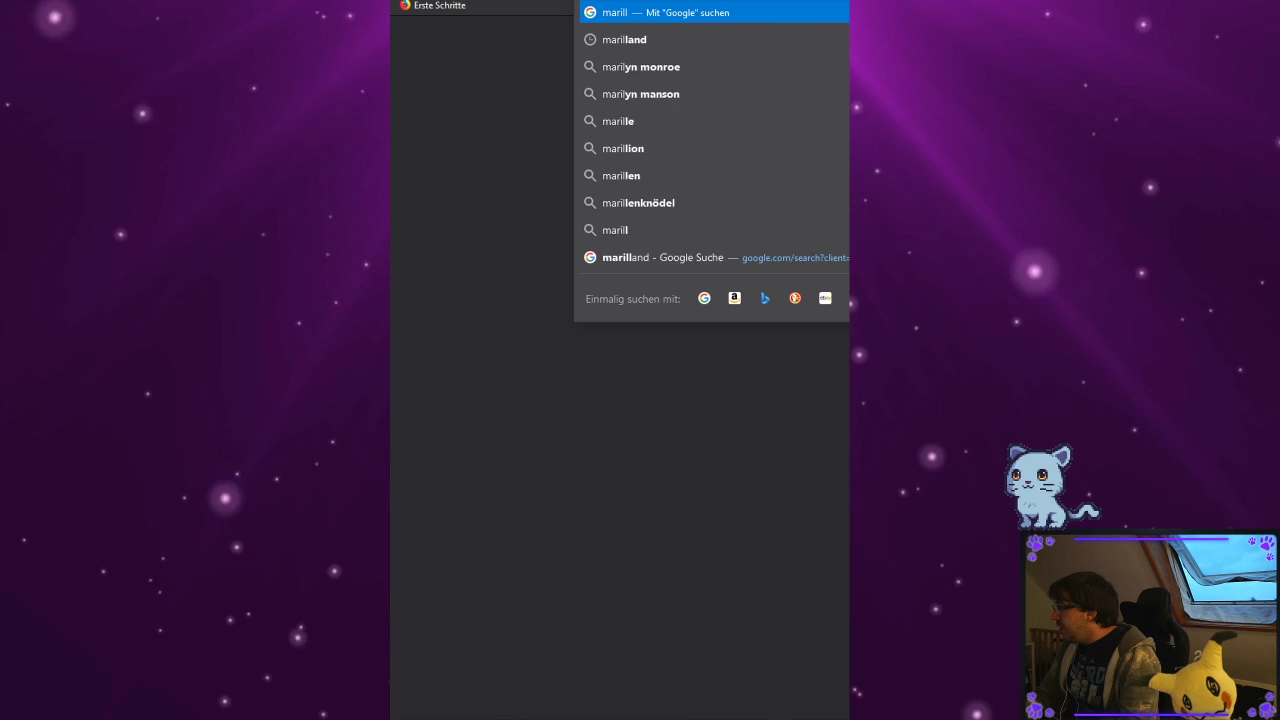 Erste Schritte
marill — Mit "Google" suchen
marilland
marilyn monroe
marilyn manson
marille
marillion
marillen
marillenknödel
marill
marilland - Google Suche — google.com/search?client=
Einmalig suchen mit:
a
ebay